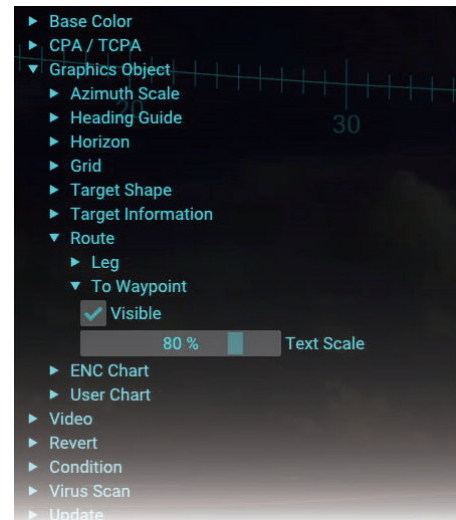 Base Color
CPA / TCPA
Graphics Object
Azimuth Scale
20
Heading Guide
30
Horizon
Grid
Target Shape
Target Information
Route
Leg
To Waypoint
Visible
80 % Text Scale
ENC Chart
User Chart
Video
Revert
Condition
Virus Scan
Update